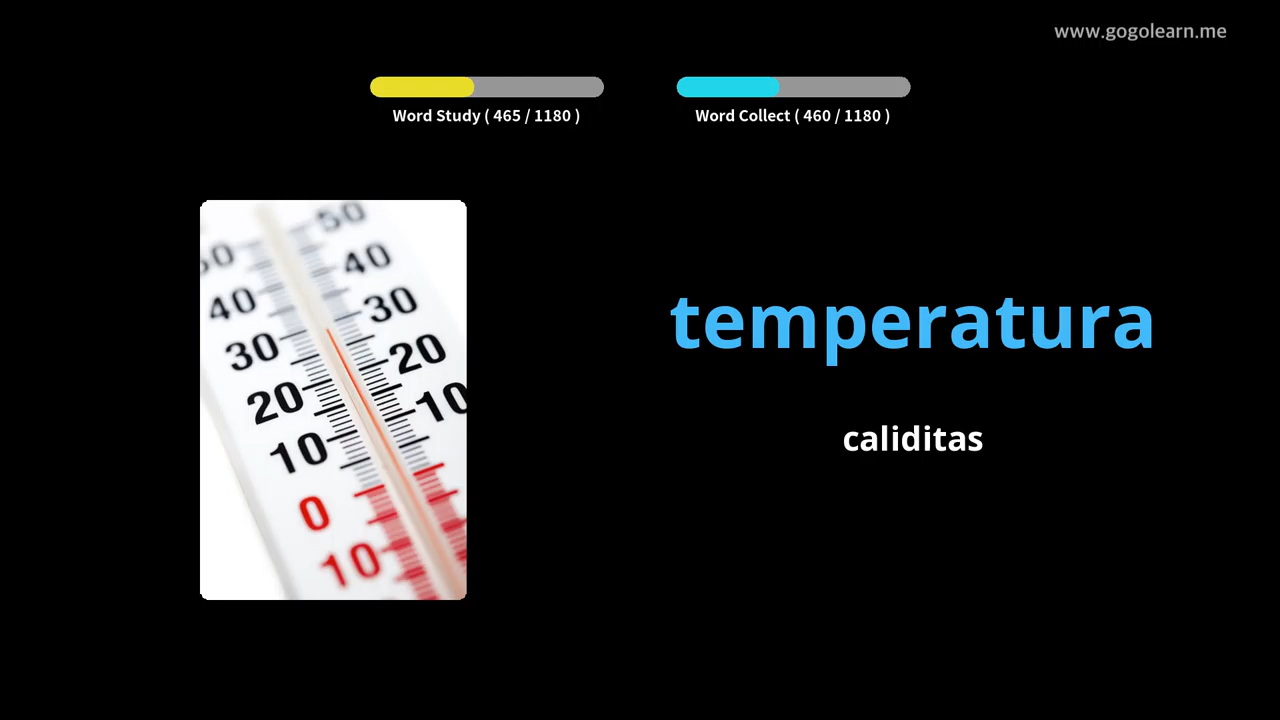 www.gogolearn.me
Word Study ( 465 / 1180 )
Word Collect ( 460 / 1180 )
50
50
40
40
30
30
20
20
10
10
0
10
temperatura
caliditas